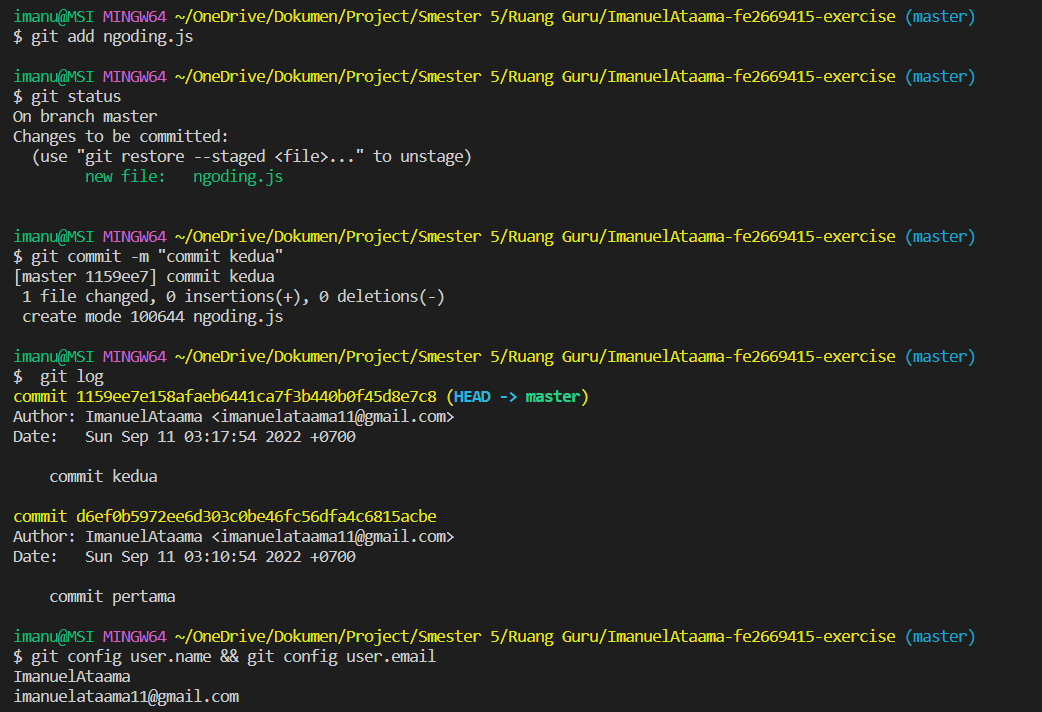 imanu@MSI MINGW64 ~/OneDrive/Dokumen/Project/Smester 5/Ruang Guru/ImanuelAtaama-fe2669415-exercise (master)
$ git add ngoding.js
imanu@MSI MINGW64 ~/OneDrive/Dokumen/Project/Smester 5/Ruang Guru/ImanuelAtaama-fe2669415-exercise (master)
$ git status
On branch master
Changes to be committed:
  (use "git restore --staged <file>..." to unstage)
        new file:   ngoding.js
imanu@MSI MINGW64 ~/OneDrive/Dokumen/Project/Smester 5/Ruang Guru/ImanuelAtaama-fe2669415-exercise (master)
$ git commit -m "commit kedua"
[master 1159ee7] commit kedua
 1 file changed, 0 insertions(+), 0 deletions(-)
 create mode 100644 ngoding.js
imanu@MSI MINGW64 ~/OneDrive/Dokumen/Project/Smester 5/Ruang Guru/ImanuelAtaama-fe2669415-exercise (master)
$  git log
commit 1159ee7e158afaeb6441ca7f3b440b0f45d8e7c8 (HEAD -> master)
Author: ImanuelAtaama <imanuelataama11@gmail.com>
Date:   Sun Sep 11 03:17:54 2022 +0700
    commit kedua
commit d6ef0b5972ee6d303c0be46fc56dfa4c6815acbe
Author: ImanuelAtaama <imanuelataama11@gmail.com>
Date:   Sun Sep 11 03:10:54 2022 +0700
    commit pertama
imanu@MSI MINGW64 ~/OneDrive/Dokumen/Project/Smester 5/Ruang Guru/ImanuelAtaama-fe2669415-exercise (master)
$ git config user.name && git config user.email
ImanuelAtaama
imanuelataama11@gmail.com